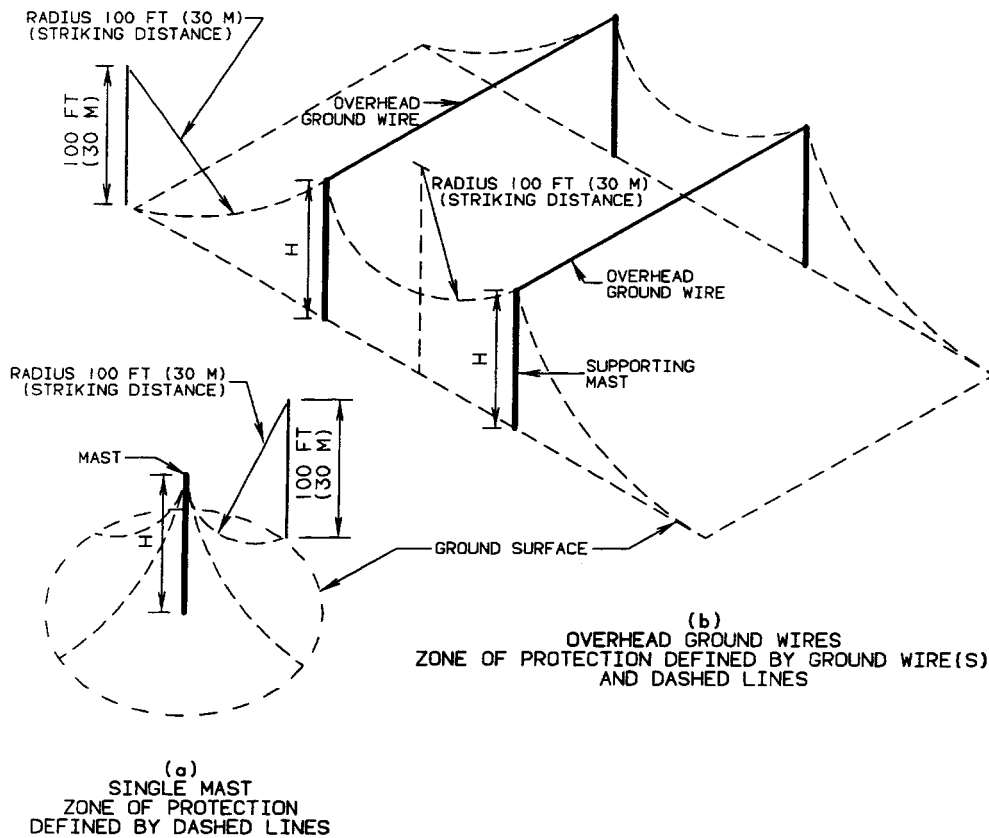 RADIUS 100 FT (30 M)
(STRIKING DISTANCE)
100 FT
(30 M)
OVERHEAD
GROUND WIRE
RADIUS 100 FT (30 M)
(STRIKING DISTANCE)
H
OVERHEAD
GROUND WIRE
H
SUPPORTING
MAST
RADIUS 100 FT (30 M)
(STRIKING DISTANCE)
100 FT
(30 M)
MAST
H
GROUND SURFACE
(b)
OVERHEAD GROUND WIRES
ZONE OF PROTECTION DEFINED BY GROUND WIRE(S)
AND DASHED LINES
(a)
SINGLE MAST
ZONE OF PROTECTION
DEFINED BY DASHED LINES